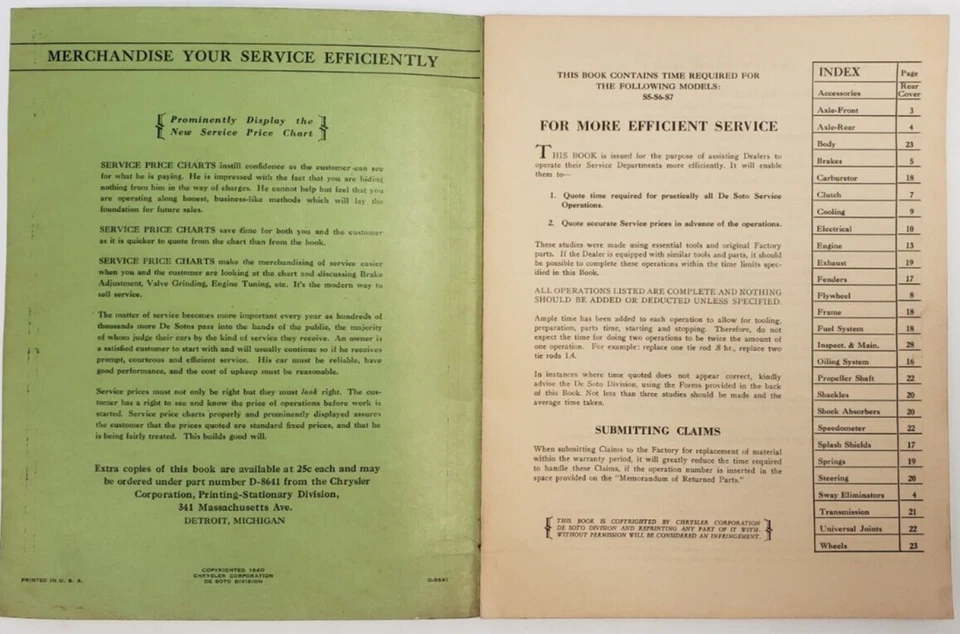 MERCHANDISE YOUR SERVICE EFFICIENTLY
Prominently Display the
New Service Price Chart
SERVICE PRICE CHARTS instill confidence as the customer can see
for what he is paying. He is impressed with the fact that you are hiding
nothing from him in the way of charges. He cannot help but feel that you
are operating along honest, business-like methods which will lay the
foundation for future sales.
SERVICE PRICE CHARTS save time for both you and the customer
as it is quicker to quote from the chart than from the book.
SERVICE PRICE CHARTS make the merchandising of service easier
when you and the customer are looking at the chart and discussing Brake
Adjustment, Valve Grinding, Engine Tuning, etc. It's the modern way to
sell service.
The matter of service becomes more important every year as hundreds of
thousands more De Sotos pass into the hands of the public, the majority
of whom judge their cars by the kind of service they receive. An owner is
a satisfied customer to start with and will usually continue so if he receives
prompt, courteous and efficient service. His car must be reliable, have
good performance, and the cost of upkeep must be reasonable.
Service prices must not only be right but they must look right. The cus-
tomer has a right to see and know the price of operations before work is
started. Service price charts properly and prominently displayed assures
the customer that the prices quoted are standard fixed prices, and that he
is being fairly treated. This builds good will.
Extra copies of this book are available at 25c each and may
be ordered under part number D-8641 from the Chrysler
Corporation, Printing-Stationary Division,
341 Massachusetts Ave.
DETROIT, MICHIGAN
COPYRIGHTED 1940
CHRYSLER CORPORATION
DE SOTO DIVISION
PRINTED IN U. S. A.
D-8641
THIS BOOK CONTAINS TIME REQUIRED FOR
THE FOLLOWING MODELS:
S5-S6-S7
FOR MORE EFFICIENT SERVICE
THIS BOOK is issued for the purpose of assisting Dealers to
operate their Service Departments more efficiently. It will enable
them to—
1. Quote time required for practically all De Soto Service
Operations.
2. Quote accurate Service prices in advance of the operations.
These studies were made using essential tools and original Factory
parts. If the Dealer is equipped with similar tools and parts, it should
be possible to complete these operations within the time limits spec-
ified in this Book.
ALL OPERATIONS LISTED ARE COMPLETE AND NOTHING
SHOULD BE ADDED OR DEDUCTED UNLESS SPECIFIED.
Ample time has been added to each operation to allow for tooling,
preparation, parts time, starting and stopping. Therefore, do not
expect the time for doing two operations to be twice the amount of
one operation. For example: replace one tie rod .8 hr., replace two
tie rods 1.4.
In instances where time quoted does not appear correct, kindly
advise the De Soto Division, using the Forms provided in the back
of this Book. Not less than three studies should be made and the
average time taken.
SUBMITTING CLAIMS
When submitting Claims to the Factory for replacement of material
within the warranty period, it will greatly reduce the time required
to handle these Claims, if the operation number is inserted in the
space provided on the "Memorandum of Returned Parts."
THIS BOOK IS COPYRIGHTED BY CHRYSLER CORPORATION
DE SOTO DIVISION AND REPRINTING ANY PART OF IT WITH-
WITHOUT PERMISSION WILL BE CONSIDERED AN INFRINGEMENT.
INDEX Page
Accessories Rear Cover
Axle-Front 3
Axle-Rear 4
Body 23
Brakes 5
Carburetor 18
Clutch 7
Cooling 9
Electrical 10
Engine 13
Exhaust 19
Fenders 17
Flywheel 8
Frame 18
Fuel System 18
Inspect. & Main. 28
Oiling System 16
Propeller Shaft 22
Shackles 20
Shock Absorbers 20
Speedometer 22
Splash Shields 17
Springs 19
Steering 20
Sway Eliminators 4
Transmission 21
Universal Joints 22
Wheels 23